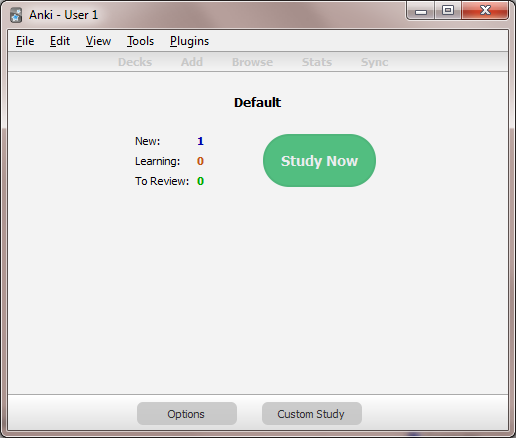 Anki - User 1
File Edit View Tools Plugins
Decks Add Browse Stats Sync
Default
New: 1
Learning: 0
To Review: 0
Study Now
Options Custom Study